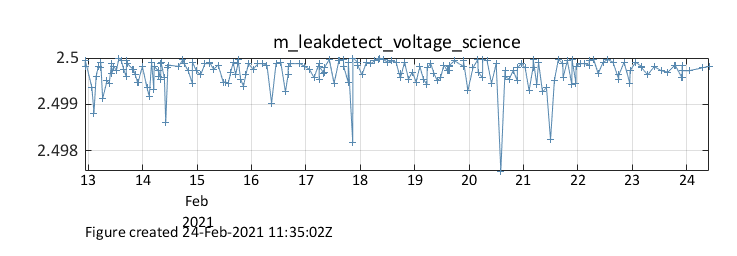 m_leakdetect_voltage_science
2.5
2.499
2.498
13 14 15 16 17 18 19 20 21 22 23 24
Feb
2021
Figure created 24-Feb-2021 11:35:02Z